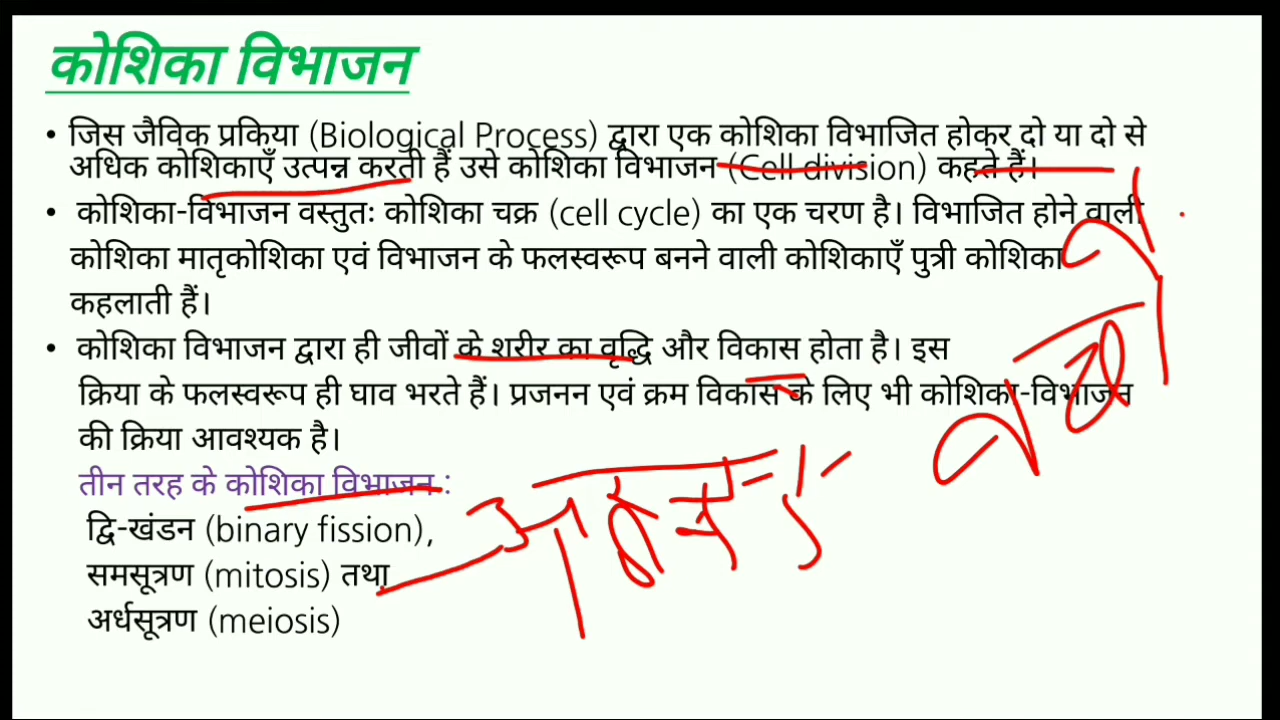 कोशिका विभाजन
• जिस जैविक प्रकिया (Biological Process) द्वारा एक कोशिका विभाजित होकर दो या दो से
अधिक कोशिकाएँ उत्पन्न करती हैं उसे कोशिका विभाजन (Cell division) कहते हैं।
• कोशिका-विभाजन वस्तुतः कोशिका चक्र (cell cycle) का एक चरण है। विभाजित होने वाली
कोशिका मातृकोशिका एवं विभाजन के फलस्वरूप बनने वाली कोशिकाएँ पुत्री कोशिका
कहलाती हैं।
• कोशिका विभाजन द्वारा ही जीवों के शरीर का वृद्धि और विकास होता है। इस
क्रिया के फलस्वरूप ही घाव भरते हैं। प्रजनन एवं क्रम विकास के लिए भी कोशिका-विभाजन
की क्रिया आवश्यक है।
तीन तरह के कोशिका विभाजन :
द्वि-खंडन (binary fission),
समसूत्रण (mitosis) तथा
अर्धसूत्रण (meiosis)